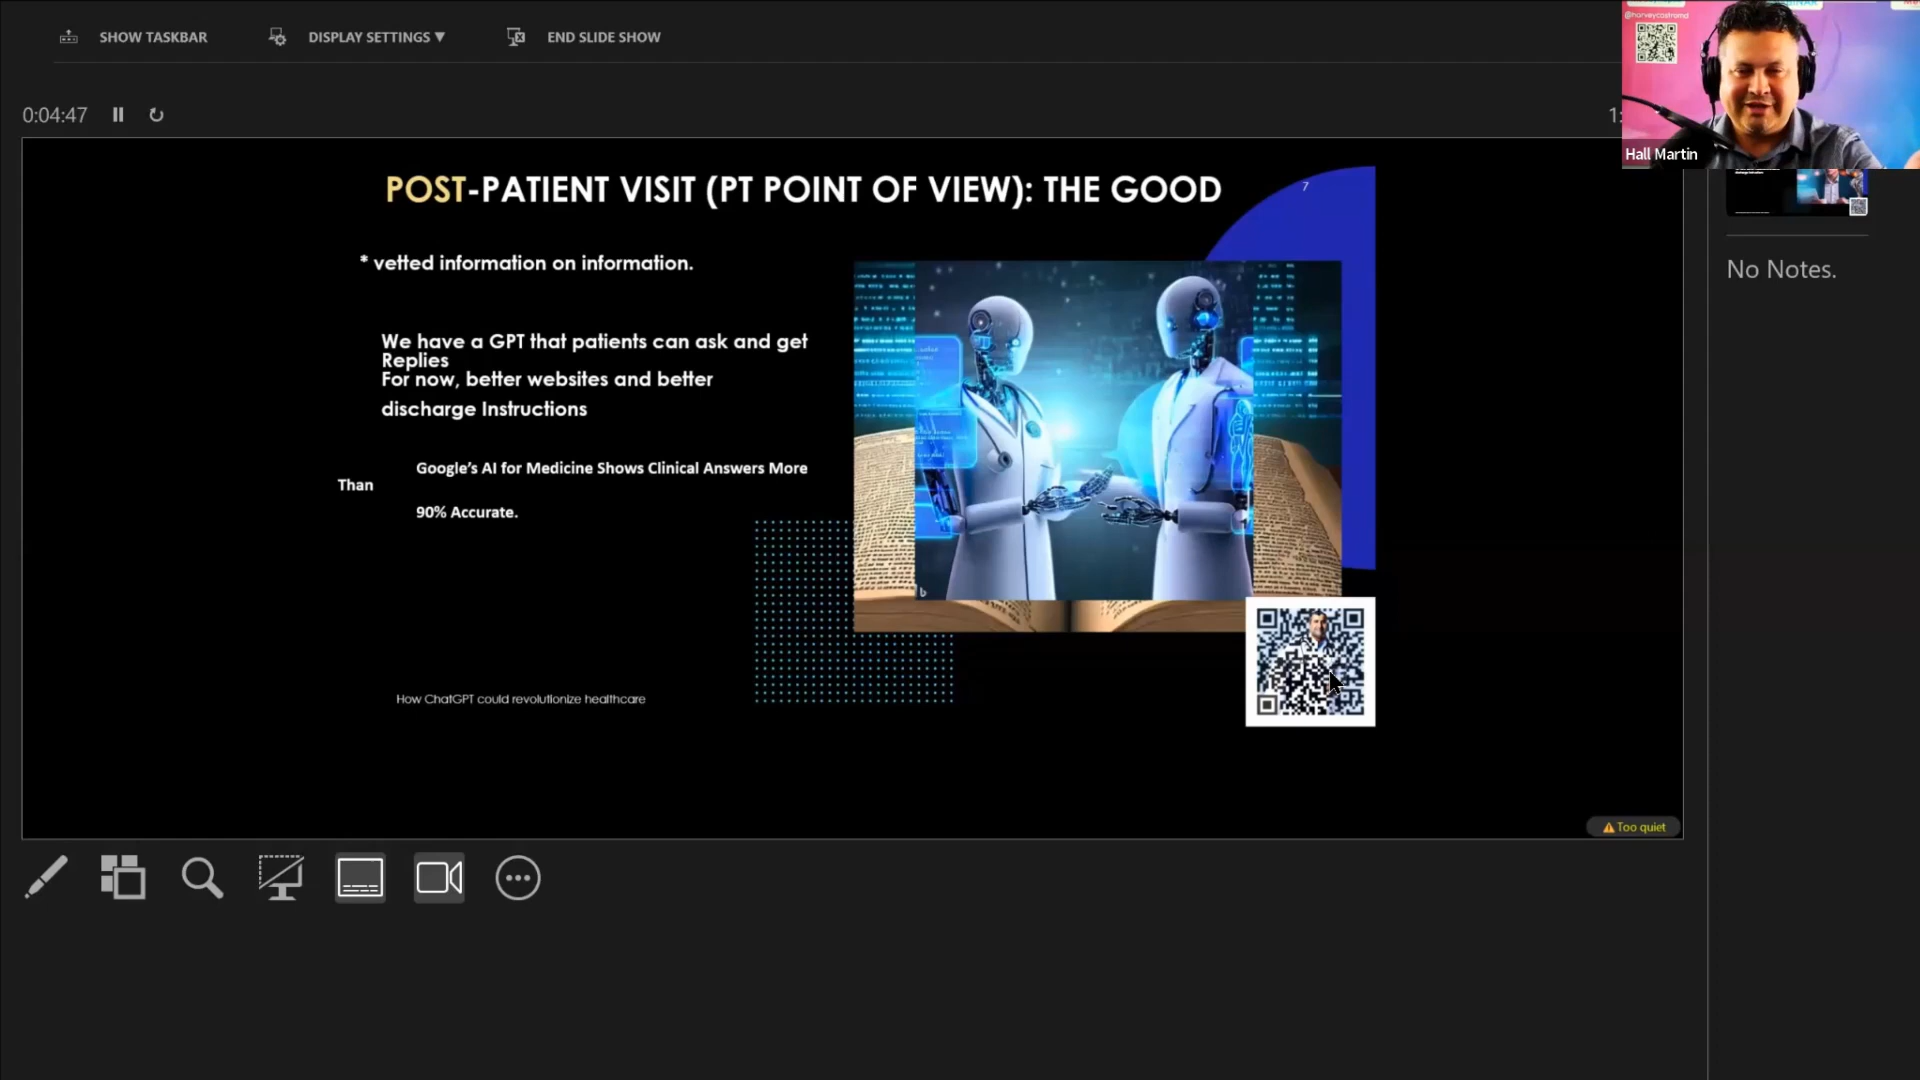 SHOW TASKBAR
DISPLAY SETTINGS ▼
END SLIDE SHOW
0:04:47
1:
@harveycastromd
Hall Martin
No Notes.
POST-PATIENT VISIT (PT POINT OF VIEW): THE GOOD
7
* vetted information on information.
We have a GPT that patients can ask and get
Replies
For now, better websites and better
discharge Instructions
Google's AI for Medicine Shows Clinical Answers More
Than
90% Accurate.
How ChatGPT could revolutionize healthcare
Too quiet